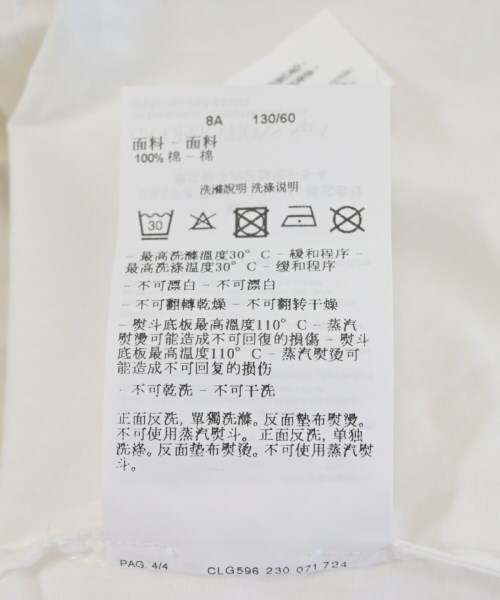 8A 130/60
面料 - 面料
100% 棉 - 棉
洗滌說明 洗涤说明
30
- 最高洗滌溫度30° C - 緩和程序 -
最高洗涤温度30° C - 缓和程序
- 不可漂白 - 不可漂白
- 不可翻轉乾燥 - 不可翻转干燥
- 熨斗底板最高溫度110° C - 蒸汽
熨燙可能造成不可回復的損傷 - 熨斗
底板最高温度110° C - 蒸汽熨烫可
能造成不可回复的损伤
- 不可乾洗 - 不可干洗
正面反洗, 單獨洗滌。反面墊布熨燙。
不可使用蒸汽熨斗。 正面反洗, 单独
洗涤。反面垫布熨烫。不可使用蒸汽熨
斗。
PAG. 4/4 CLG596 230 071 724